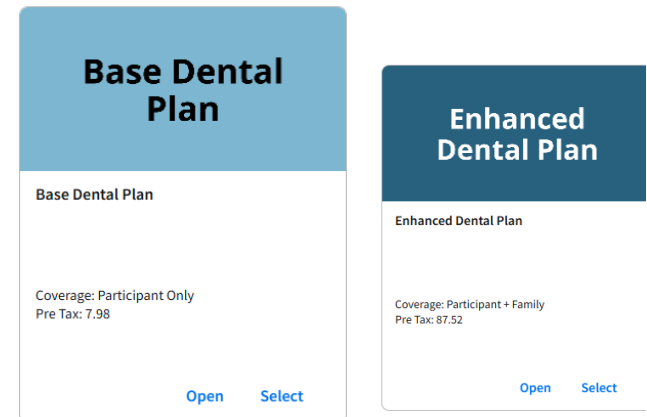 Base Dental
Plan
Base Dental Plan
Coverage: Participant Only
Pre Tax: 7.98
Open Select
Enhanced
Dental Plan
Enhanced Dental Plan
Coverage: Participant + Family
Pre Tax: 87.52
Open Select